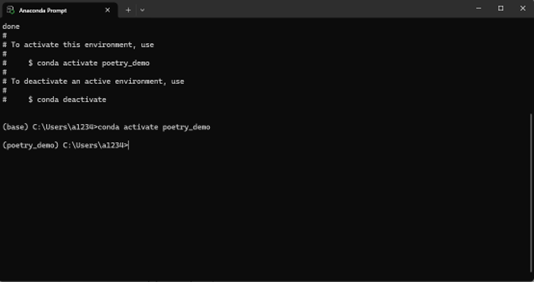 Anaconda Prompt
done
#
# To activate this environment, use
#
#     $ conda activate poetry_demo
#
# To deactivate an active environment, use
#
#     $ conda deactivate
(base) C:\Users\a1234>conda activate poetry_demo
(poetry_demo) C:\Users\a1234>